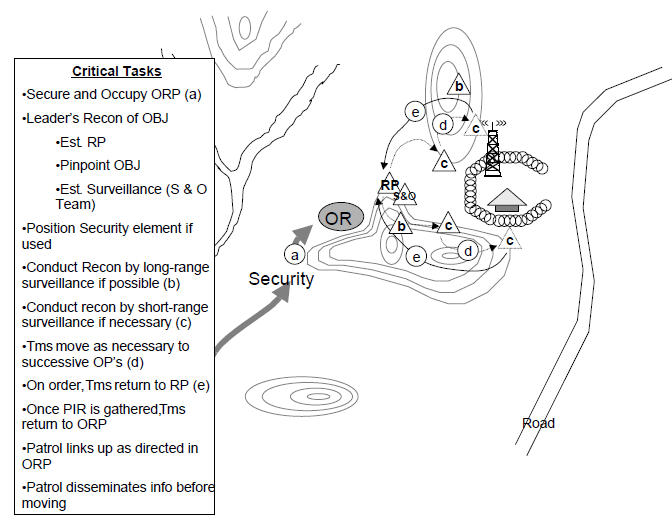 Critical Tasks
•Secure and Occupy ORP (a)
•Leader's Recon of OBJ
•Est. RP
•Pinpoint OBJ
•Est. Surveillance (S & O
Team)
•Position Security element if
used
•Conduct Recon by long-range
surveillance if possible (b)
•Conduct recon by short-range
surveillance if necessary (c)
•Tms move as necessary to
successive OP's (d)
•On order,Tms return to RP (e)
•Once PIR is gathered,Tms
return to ORP
•Patrol links up as directed in
ORP
•Patrol disseminates info before
moving
b
e
d
c
c
RP
S&O
OR
b
c
c
a
e
d
Security
Road